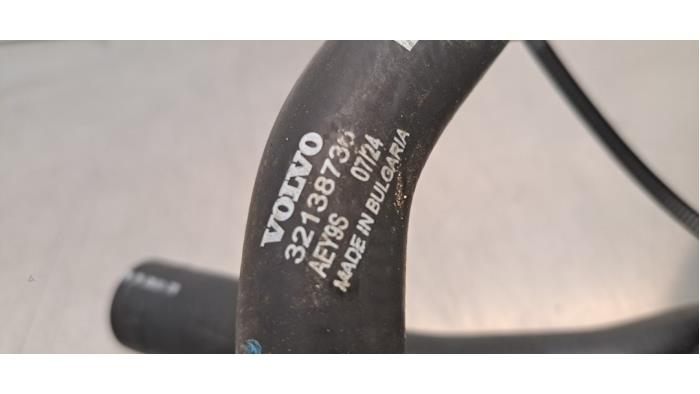 VOLVO
32138730 07/24
AEY9S
MADE IN BULGARIA